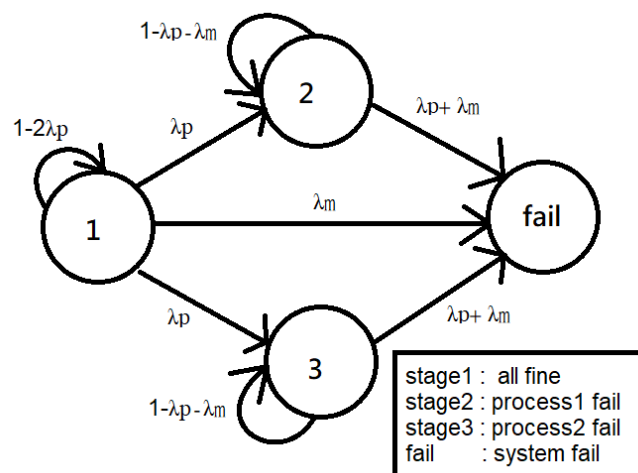 1-λp-λm
2
λp+ λm
1-2λp
λp
λm
fail
1
λp
λp+ λm
3
1-λp-λm
stage1 : all fine
stage2 : process1 fail
stage3 : process2 fail
fail : system fail